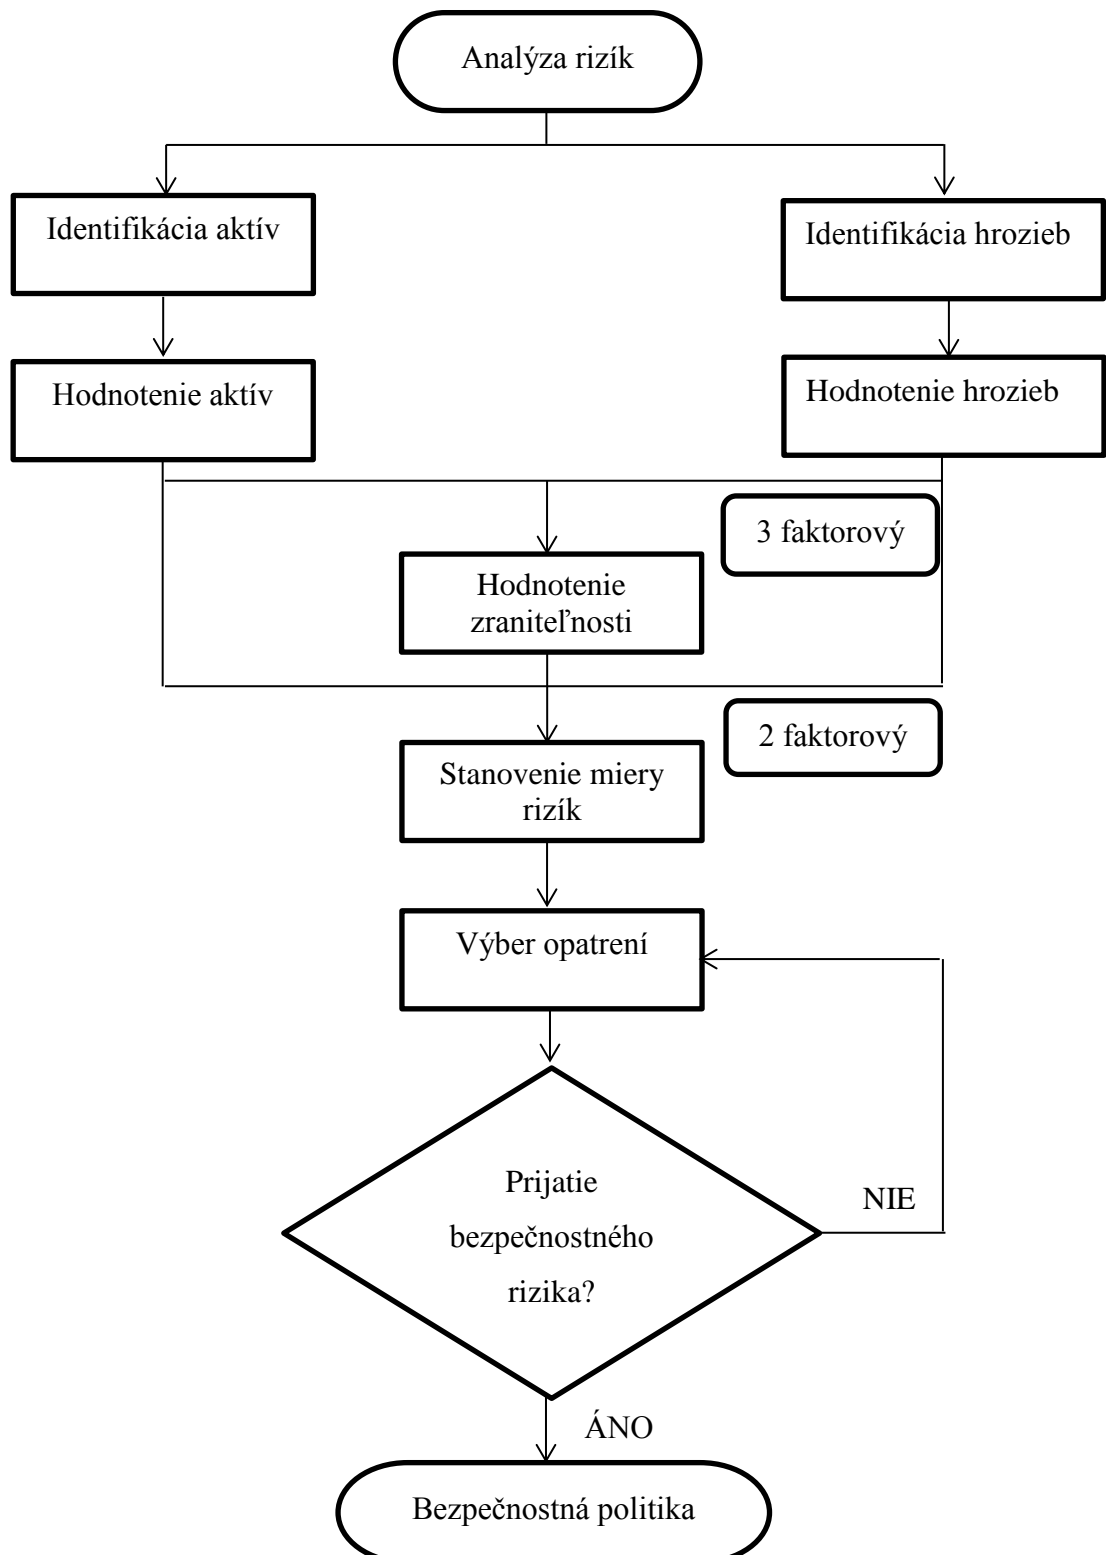 Analýza rizík
Identifikácia aktív
Identifikácia hrozieb
Hodnotenie aktív
Hodnotenie hrozieb
3 faktorový
Hodnotenie
zraniteľnosti
2 faktorový
Stanovenie miery
rizík
Výber opatrení
Prijatie
bezpečnostného
rizika?
NIE
ÁNO
Bezpečnostná politika